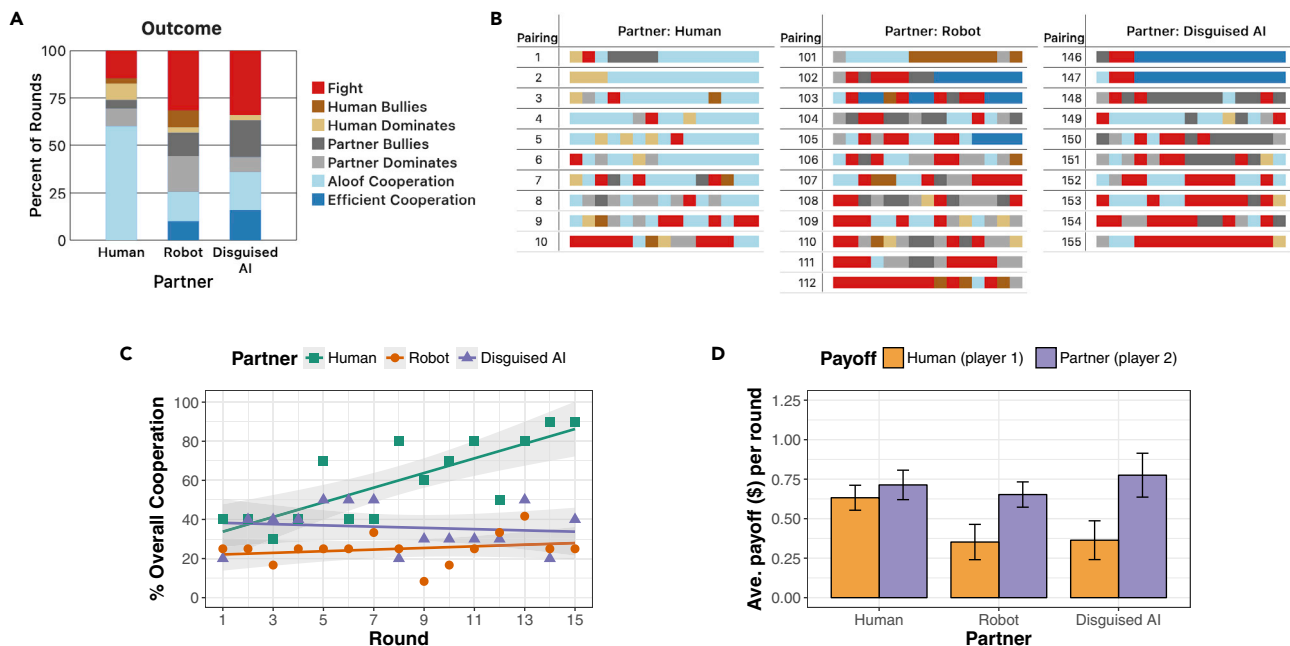 A
Outcome
Percent of Rounds
100
75
50
25
0
Human
Robot
Disguised
AI
Partner
Fight
Human Bullies
Human Dominates
Partner Bullies
Partner Dominates
Aloof Cooperation
Efficient Cooperation
B
Pairing
Partner: Human
1
2
3
4
5
6
7
8
9
10
Pairing
Partner: Robot
101
102
103
104
105
106
107
108
109
110
111
112
Pairing
Partner: Disguised AI
146
147
148
149
150
151
152
153
154
155
C
Partner Human Robot Disguised AI
% Overall Cooperation
100
80
60
40
20
0
1 3 5 7 9 11 13 15
Round
D
Payoff Human (player 1) Partner (player 2)
Ave. payoff ($) per round
1.25
1.00
0.75
0.50
0.25
0.00
Human Robot Disguised AI
Partner